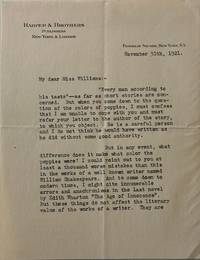 HARPER & BROTHERS
PUBLISHERS
NEW YORK & LONDON
FRANKLIN SQUARE, NEW YORK, N.Y.
November 30th, 1921.
My dear Miss Williams:-
"Every man according to
his taste"--as far as short stories are con-
cerned. But when you come down to the ques-
tion of the colors of poppies, I must confess
that I am unable to cope with you and must
refer your letter to the author of the story,
to which you object. He is a careful person
and I do not think he would have written as
he did without some good authority.
But in any event, what
difference does it make what color the
poppies were? I could point out to you at
least a thousand worse mistakes than this
in the works of a well known writer named
William Shakespeare. And to come down to
modern times, I might cite innumerable
errors and anachronisms in the last novel
by Edith Wharton "The Age of Innocence".
But these things do not affect the literary
value of the works of a writer. They are